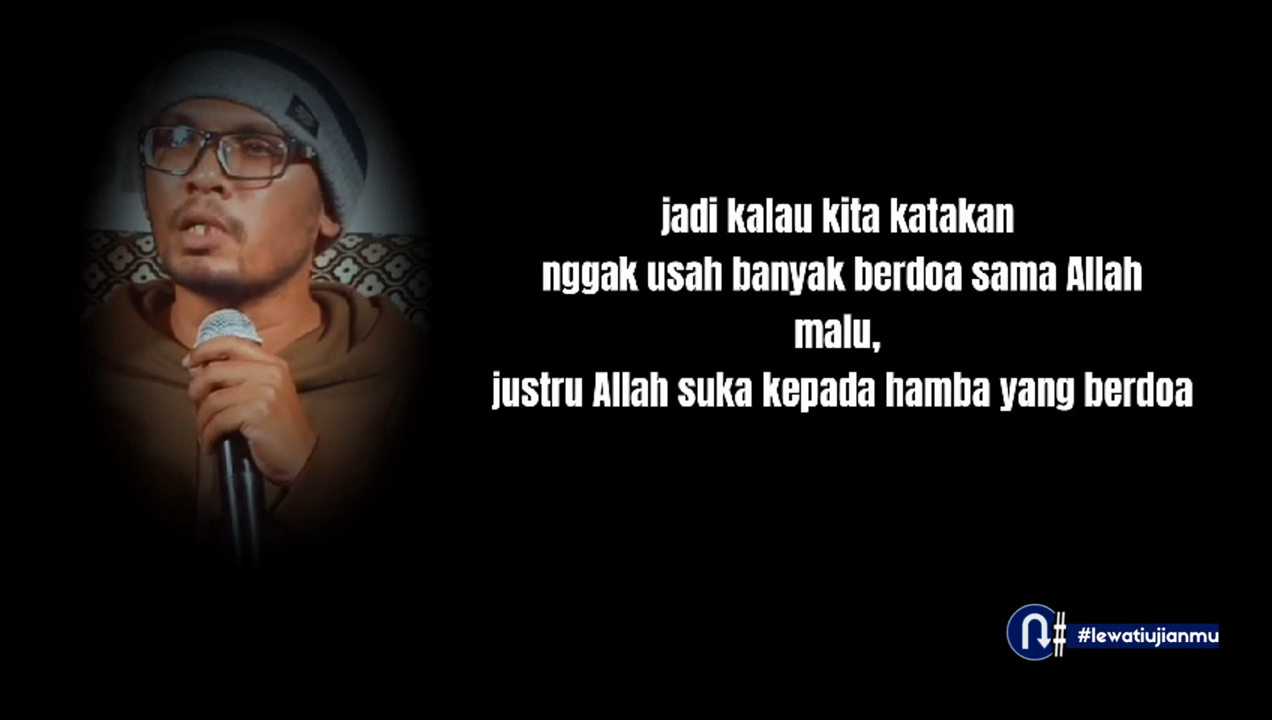 jadi kalau kita katakan
nggak usah banyak berdoa sama Allah
malu,
justru Allah suka kepada hamba yang berdoa
#lewatiujianmu